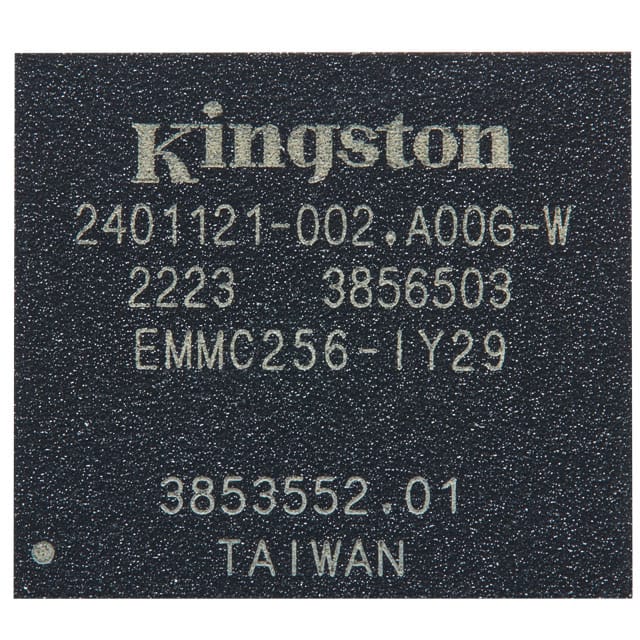 Kingston
2401121-002.A00G-W
2223 3856503
EMMC256-IY29
3853552.01
TAIWAN